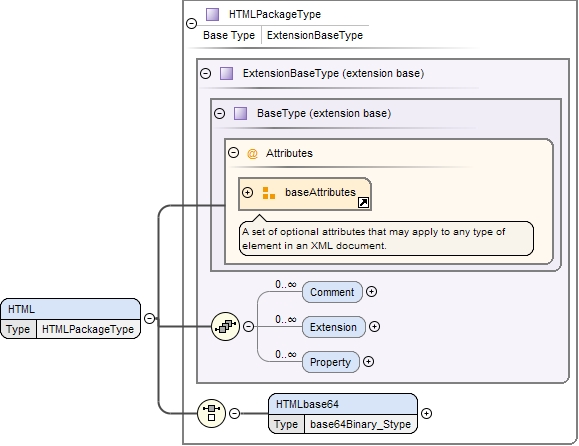 HTMLPackageType
Base Type ExtensionBaseType
ExtensionBaseType (extension base)
BaseType (extension base)
@ Attributes
baseAttributes
A set of optional attributes that may apply to any type of
element in an XML document.
0..∞
Comment
HTML
Type HTMLPackageType
0..∞
Extension
0..∞
Property
HTMLbase64
Type base64Binary_Stype